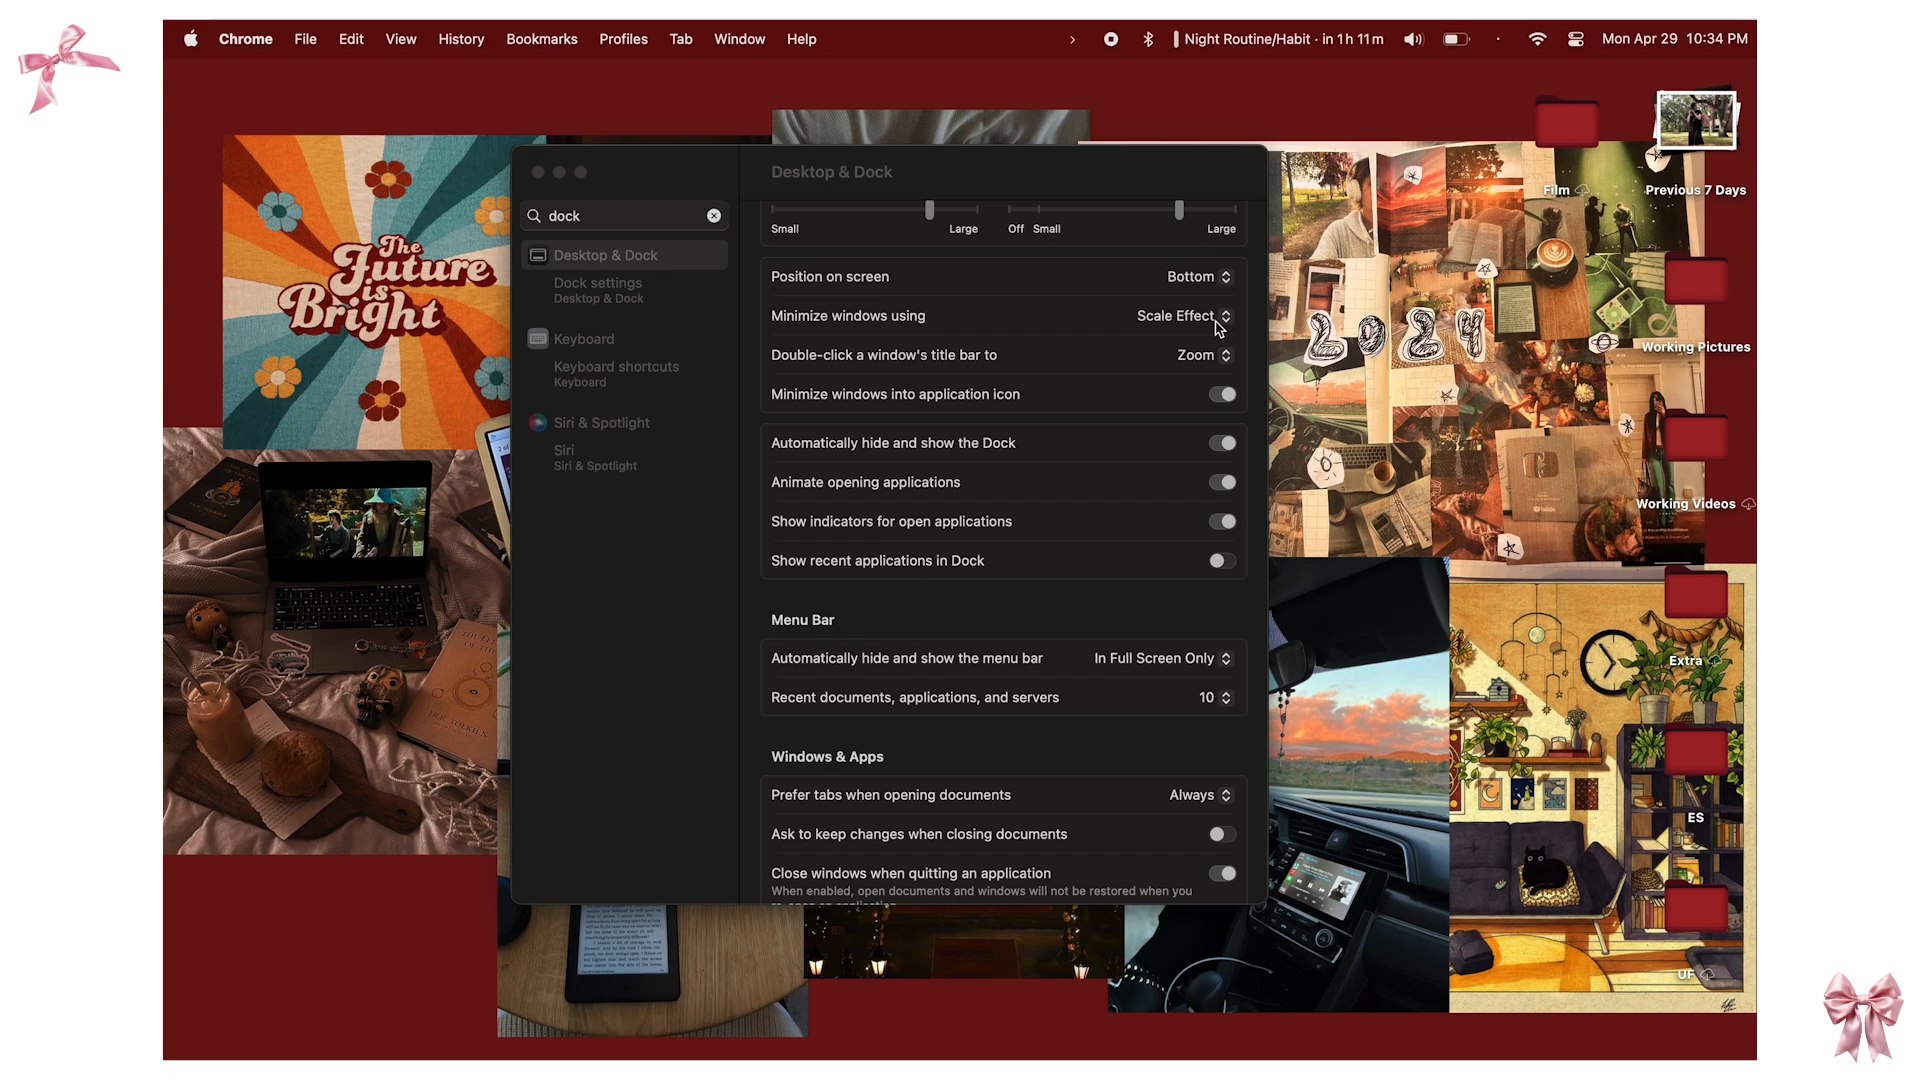 Chrome File Edit View History Bookmarks Profiles Tab Window Help
Night Routine/Habit · in 1 h 11 m
Mon Apr 29 10:34 PM
The
Future
is
Bright
Desktop & Dock
dock
Desktop & Dock
Dock settings
Desktop & Dock
Keyboard
Keyboard shortcuts
Keyboard
Siri & Spotlight
Siri
Siri & Spotlight
Small Large Off Small Large
Position on screen Bottom
Minimize windows using Scale Effect
Double-click a window's title bar to Zoom
Minimize windows into application icon
Automatically hide and show the Dock
Animate opening applications
Show indicators for open applications
Show recent applications in Dock
Menu Bar
Automatically hide and show the menu bar In Full Screen Only
Recent documents, applications, and servers 10
Windows & Apps
Prefer tabs when opening documents Always
Ask to keep changes when closing documents
Close windows when quitting an application
When enabled, open documents and windows will not be restored when you
2024
Film
Previous 7 Days
Working Pictures
Working Videos
Extra
ES
UF